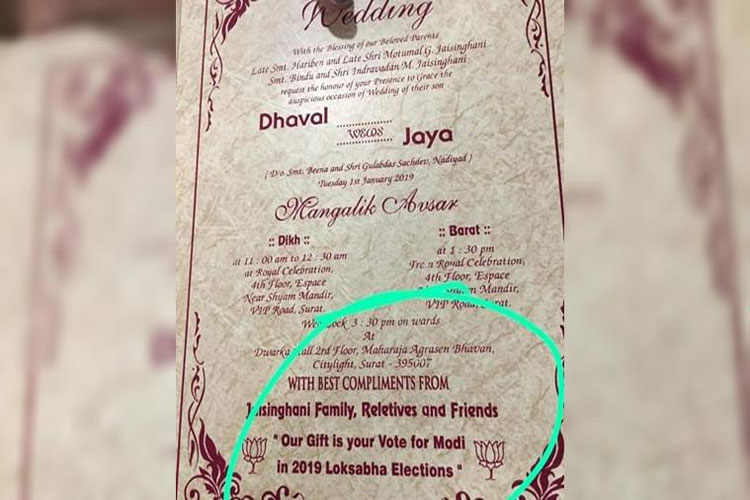 Wedding
With the Blessing of our Beloved Parents
Late Smt. Hariben and Late Shri Motumal G. Jaisinghani
Smt. Bindu and Shri Indravadan M. Jaisinghani
request the honour of your Presence to Grace the
auspicious occasion of Wedding of their son
Dhaval
Weds
Jaya
( D/o. Smt. Beena and Shri Gulabdas Sachdev, Nadiyad )
Tuesday 1st January 2019
Mangalik Avsar
:: Dikh ::
at 11 : 00 am to 12 : 30 am
at Royal Celebration,
4th Floor, Espace
Near Shyam Mandir,
VIP Road, Surat.
:: Barat ::
at 1 : 30 pm
From Royal Celebration,
4th Floor, Espace
Mandir,
VIP Road, Surat.
3 : 30 pm on wards
At
Dwarka Hall 2nd Floor, Maharaja Agrasen Bhavan,
Citylight, Surat - 395007
WITH BEST COMPLIMENTS FROM
Jaisinghani Family, Reletives and Friends
" Our Gift is your Vote for Modi
in 2019 Loksabha Elections "